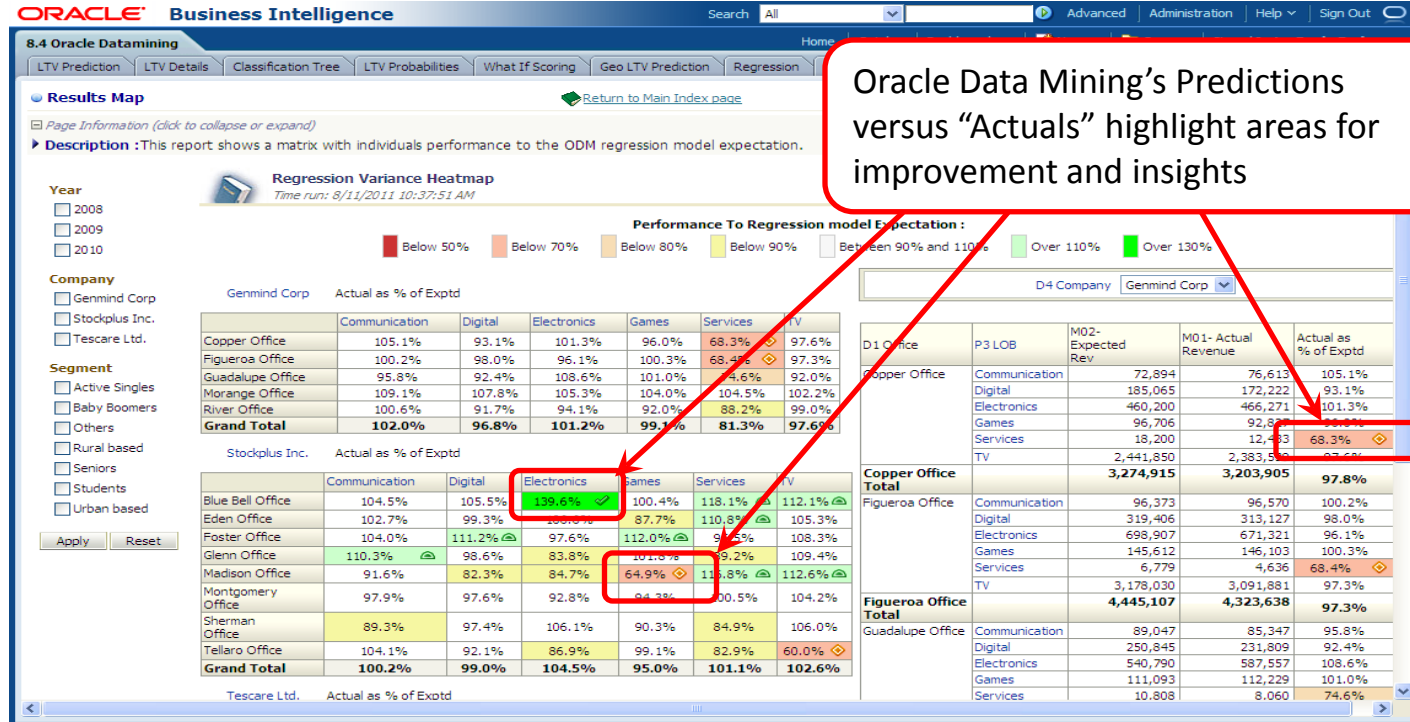 ORACLE Business Intelligence
Search All Advanced Administration Help Sign Out
8.4 Oracle Datamining
Home
LTV Prediction LTV Details Classification Tree LTV Probabilities What If Scoring Geo LTV Prediction Regression
Oracle Data Mining's Predictions
versus “Actuals” highlight areas for
improvement and insights
Results Map
Return to Main Index page
Page Information (click to collapse or expand)
Description :This report shows a matrix with individuals performance to the ODM regression model expectation.
Regression Variance Heatmap
Time run: 8/11/2011 10:37:51 AM
Year
2008
2009
2010
Company
Genmind Corp
Stockplus Inc.
Tescare Ltd.
Segment
Active Singles
Baby Boomers
Others
Rural based
Seniors
Students
Urban based
Apply Reset
Performance To Regression model Expectation :
Below 50% Below 70% Below 80% Below 90% Between 90% and 110% Over 110% Over 130%
Genmind Corp Actual as % of Exptd
Communication Digital Electronics Games Services TV
Copper Office 105.1% 93.1% 101.3% 96.0% 68.3% 97.6%
Figueroa Office 100.2% 98.0% 96.1% 100.3% 68.4% 97.3%
Guadalupe Office 95.8% 92.4% 108.6% 101.0% 74.6% 92.0%
Morange Office 109.1% 107.8% 105.3% 104.0% 104.5% 102.2%
River Office 100.6% 91.7% 94.1% 92.0% 88.2% 99.0%
Grand Total 102.0% 96.8% 101.2% 99.1% 81.3% 97.6%
Stockplus Inc. Actual as % of Exptd
Communication Digital Electronics Games Services TV
Blue Bell Office 104.5% 105.5% 139.6% 100.4% 118.1% 112.1%
Eden Office 102.7% 99.3% 87.7% 110.8% 105.3%
Foster Office 104.0% 111.2% 97.6% 112.0% 108.3%
Glenn Office 110.3% 98.6% 83.8% 101.8% 89.2% 109.4%
Madison Office 91.6% 82.3% 84.7% 64.9% 116.8% 112.6%
Montgomery
Office 97.9% 97.6% 92.8% 94.3% 100.5% 104.2%
Sherman
Office 89.3% 97.4% 106.1% 90.3% 84.9% 106.0%
Tellaro Office 104.1% 92.1% 86.9% 99.1% 82.9% 60.0%
Grand Total 100.2% 99.0% 104.5% 95.0% 101.1% 102.6%
Tescare Ltd. Actual as % of Exptd
D4 Company Genmind Corp
D1 Office P3 LOB M02- Expected Rev M01- Actual Revenue Actual as % of Exptd
Copper Office Communication 72,894 76,613 105.1%
Digital 185,065 172,222 93.1%
Electronics 460,200 466,271 101.3%
Games 96,706
Services 18,200 68.3%
TV 2,441,850
Copper Office
Total 3,274,915 3,203,905 97.8%
Figueroa Office Communication 96,373 96,570 100.2%
Digital 319,406 313,127 98.0%
Electronics 698,907 671,321 96.1%
Games 145,612 146,103 100.3%
Services 6,779 4,636 68.4%
TV 3,178,030 3,091,881 97.3%
Figueroa Office
Total 4,445,107 4,323,638 97.3%
Guadalupe Office Communication 89,047 85,347 95.8%
Digital 250,845 231,809 92.4%
Electronics 540,790 587,557 108.6%
Games 111,093 112,229 101.0%
Services 10,808 8,060 74.6%